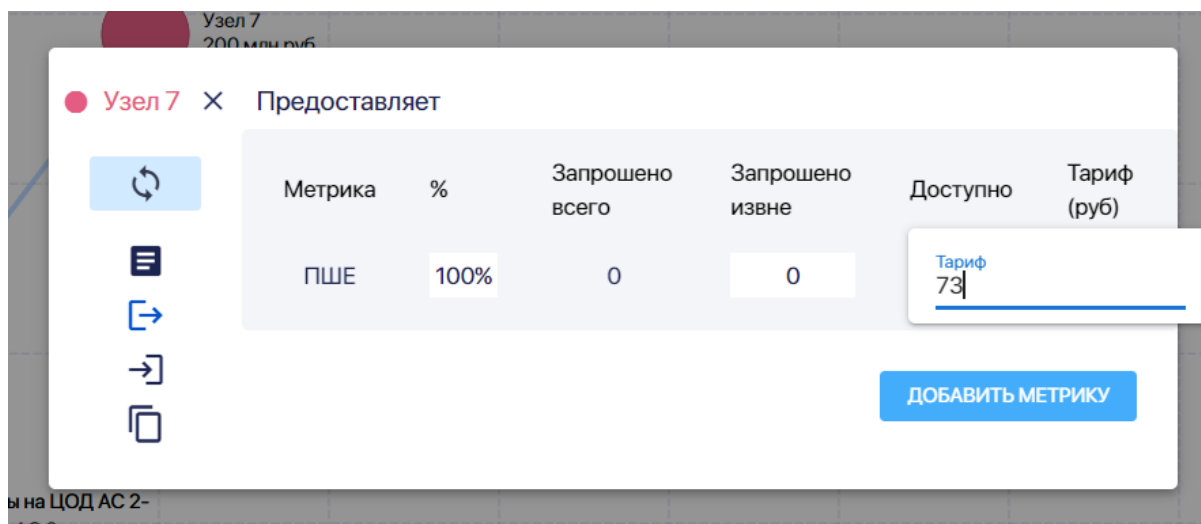 Узел 7
200 млн руб
Узел 7
Предоставляет
Метрика
%
Запрошено
всего
Запрошено
извне
Доступно
Тариф
(руб)
ПШЕ
100%
0
0
Тариф
73
ДОБАВИТЬ МЕТРИКУ
ы на ЦОД АС 2-